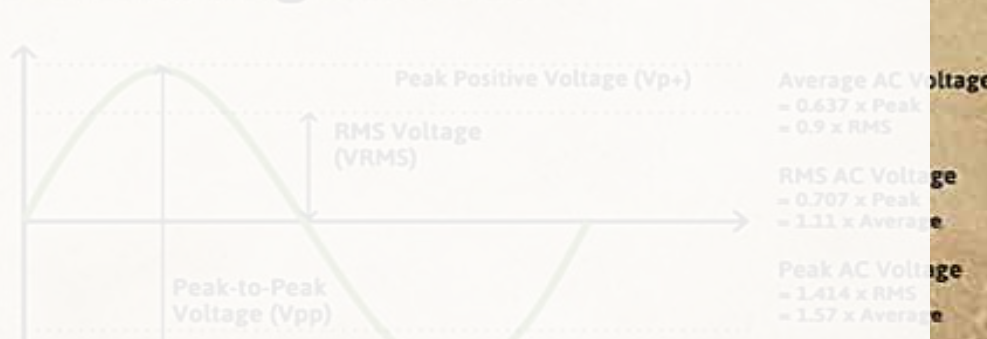 Peak Positive Voltage (Vp+)
RMS Voltage
(VRMS)
Peak-to-Peak
Voltage (Vpp)
Average AC Voltage
= 0.637 x Peak
= 0.9 x RMS
RMS AC Voltage
= 0.707 x Peak
= 1.11 x Average
Peak AC Voltage
= 1.414 x RMS
= 1.57 x Average